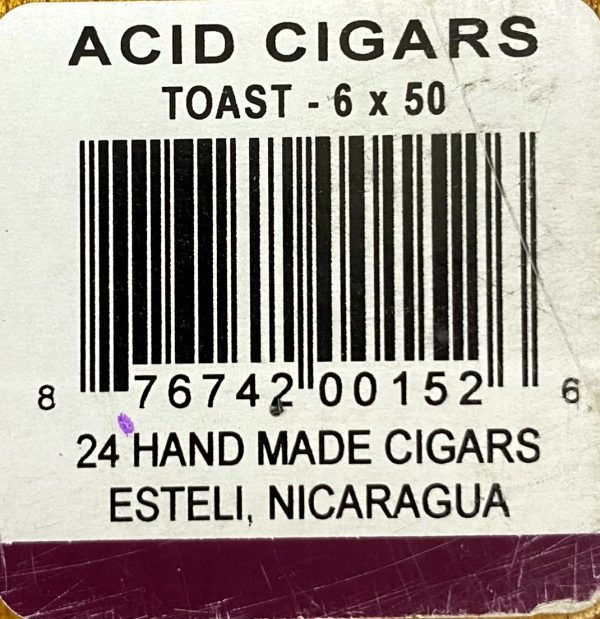 ACID CIGARS
TOAST - 6 x 50
8 76742 00152 6
24 HAND MADE CIGARS
ESTELI, NICARAGUA